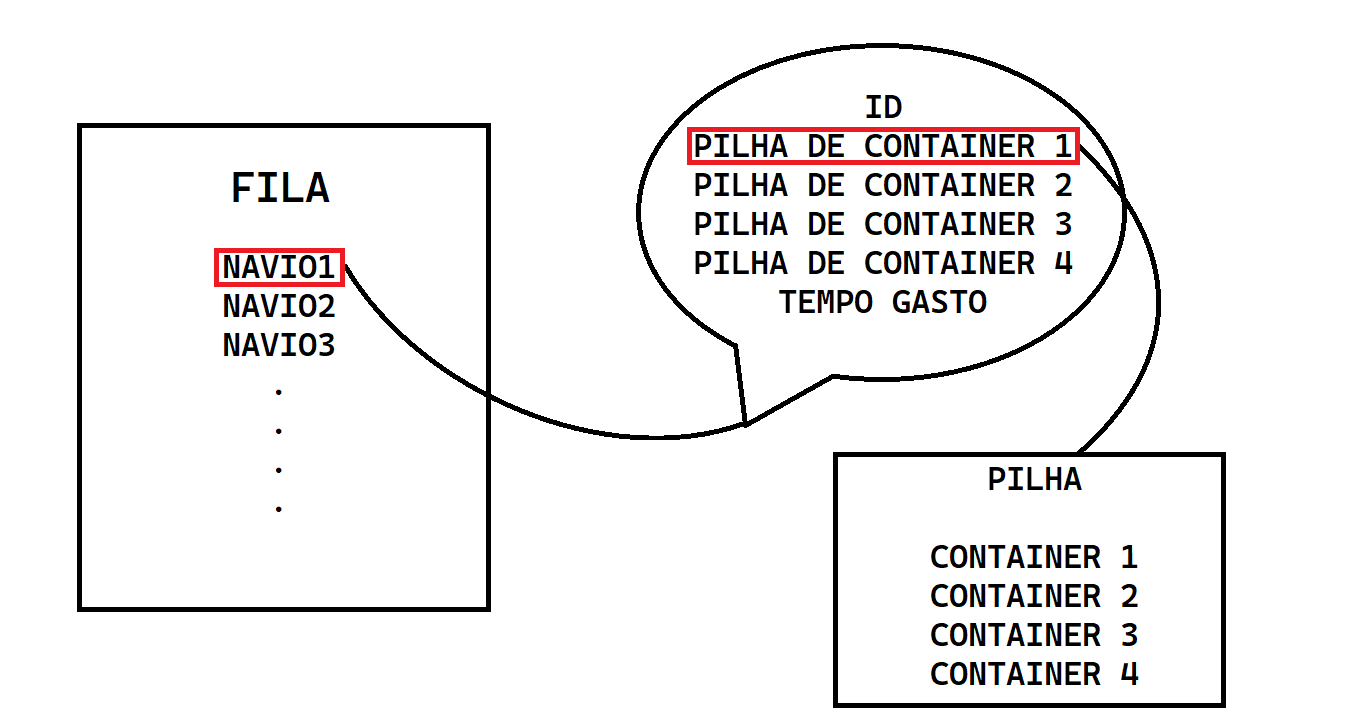 FILA
NAVIO1
NAVIO2
NAVIO3
.
.
.
.
ID
PILHA DE CONTAINER 1
PILHA DE CONTAINER 2
PILHA DE CONTAINER 3
PILHA DE CONTAINER 4
TEMPO GASTO
PILHA
CONTAINER 1
CONTAINER 2
CONTAINER 3
CONTAINER 4